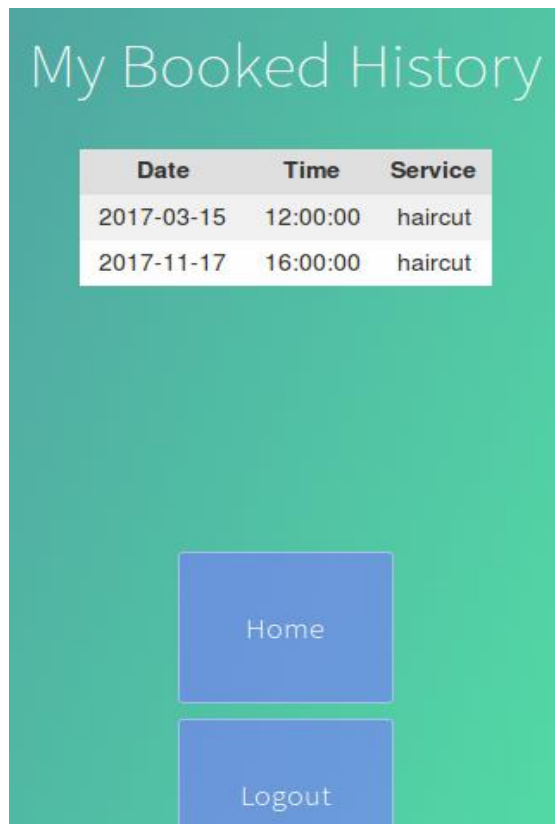 My Booked History
Date Time Service
2017-03-15 12:00:00 haircut
2017-11-17 16:00:00 haircut
Home
Logout